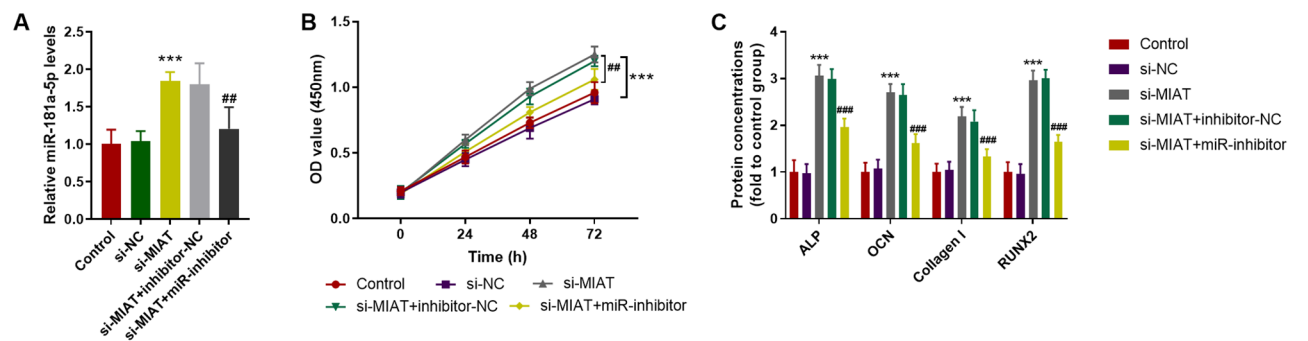 A
Relative miR-181a-5p levels
2.5
2.0
1.5
1.0
0.5
0.0
***
##
Control
si-NC
si-MIAT
si-MIAT+inhibitor-NC
si-MIAT+miR-inhibitor
B
OD value (450nm)
1.5
1.0
0.5
0.0
##
***
0
24
48
72
Time (h)
Control
si-NC
si-MIAT
si-MIAT+inhibitor-NC
si-MIAT+miR-inhibitor
C
Protein concentrations
(fold to control group)
4
3
2
1
0
***
###
***
###
***
###
***
###
ALP
OCN
Collagen I
RUNX2
Control
si-NC
si-MIAT
si-MIAT+inhibitor-NC
si-MIAT+miR-inhibitor